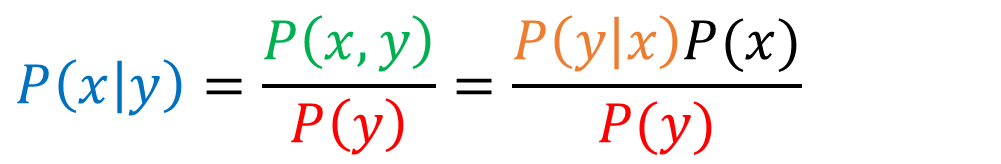 P(x|y) = P(x, y) / P(y) = P(y|x)P(x) / P(y)